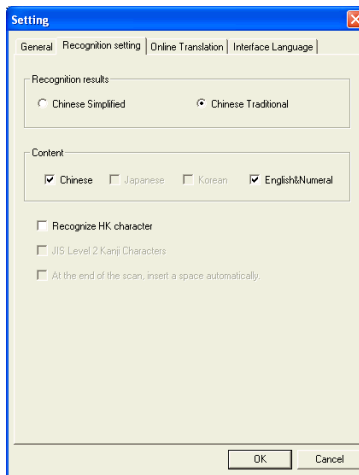 Setting
General Recognition setting Online Translation Interface Language
Recognition results
Chinese Simplified Chinese Traditional
Content
Chinese Japanese Korean English&Numeral
Recognize HK character
JIS Level 2 Kanji Characters
At the end of the scan, insert a space automatically.
OK Cancel